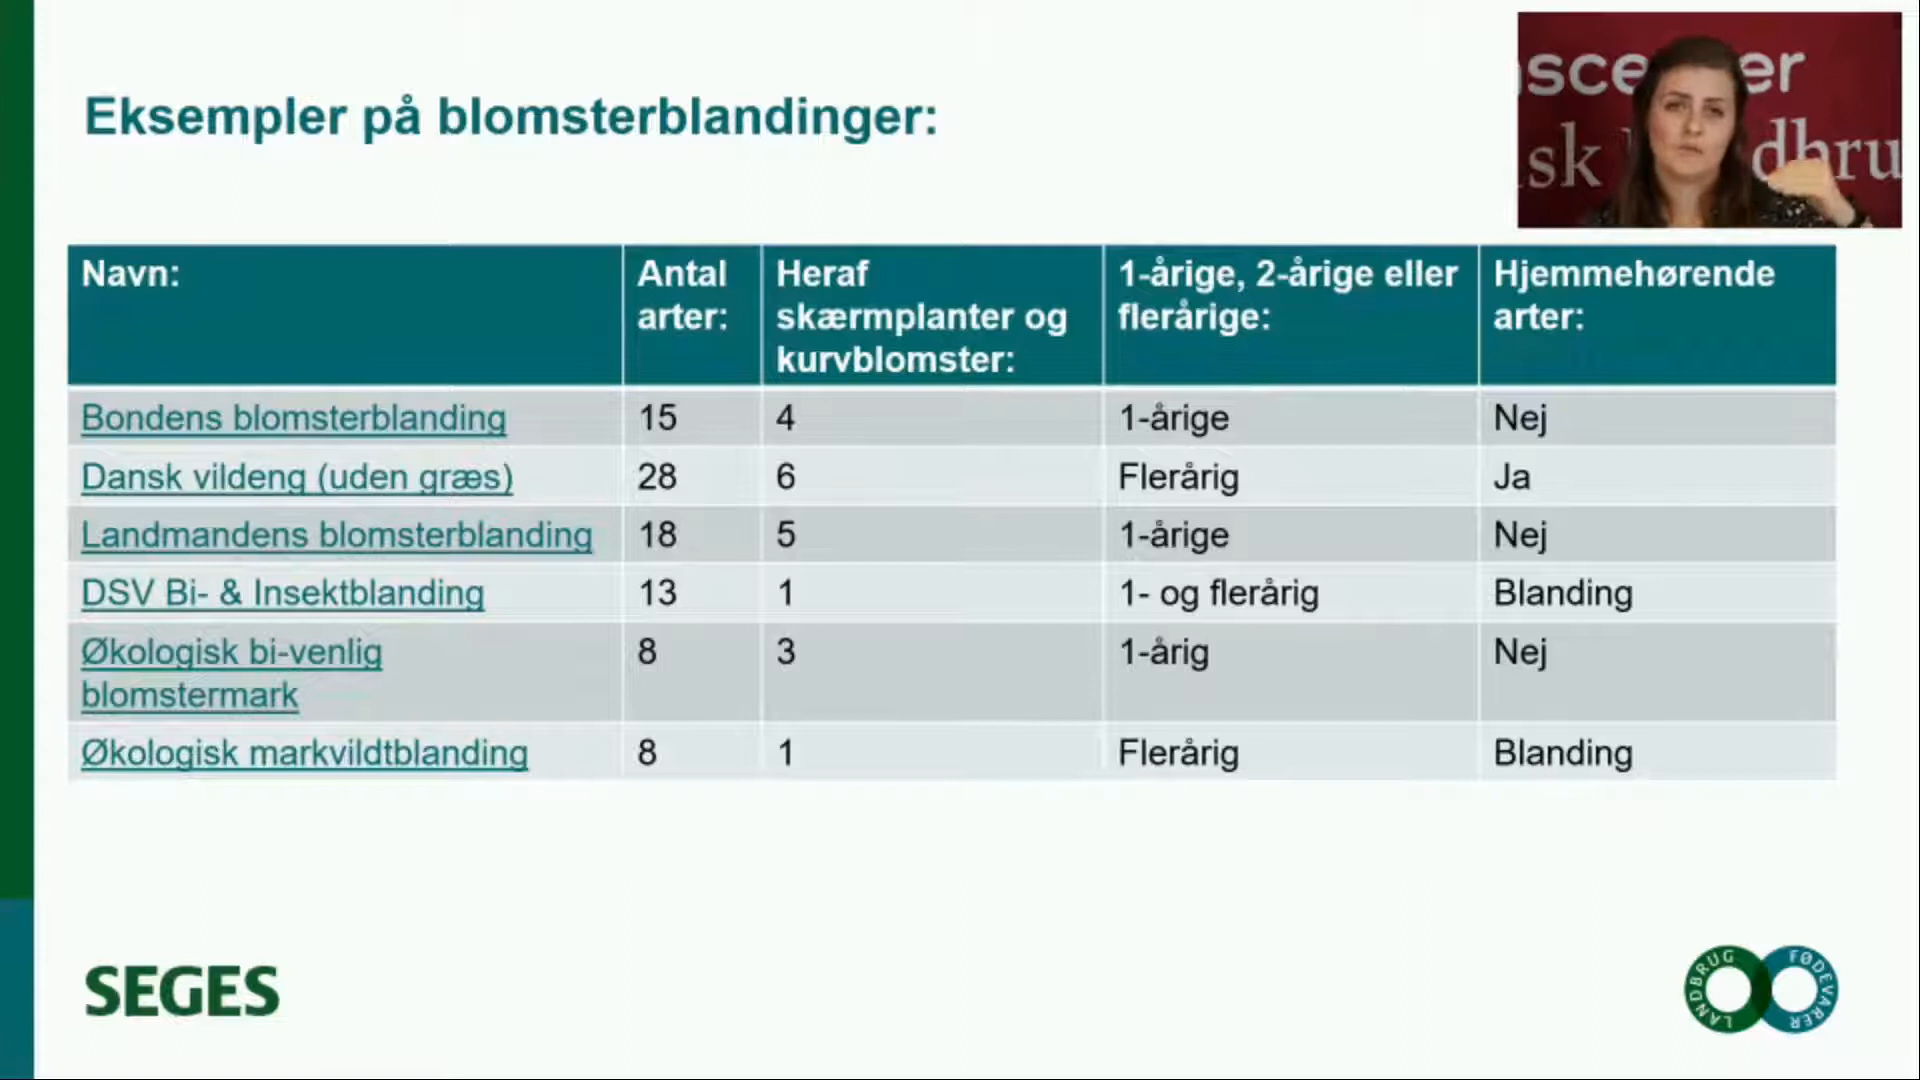 Eksempler på blomsterblandinger:
Navn:
Antal
arter:
Heraf
skærmplanter og
kurvblomster:
1-årige, 2-årige eller
flerårige:
Hjemmehørende
arter:
Bondens blomsterblanding 15 4 1-årige Nej
Dansk vildeng (uden græs) 28 6 Flerårig Ja
Landmandens blomsterblanding 18 5 1-årige Nej
DSV Bi- & Insektblanding 13 1 1- og flerårig Blanding
Økologisk bi-venlig 8 3 1-årig Nej
blomstermark
Økologisk markvildtblanding 8 1 Flerårig Blanding
SEGES
LANDBRUG FØDEVARER